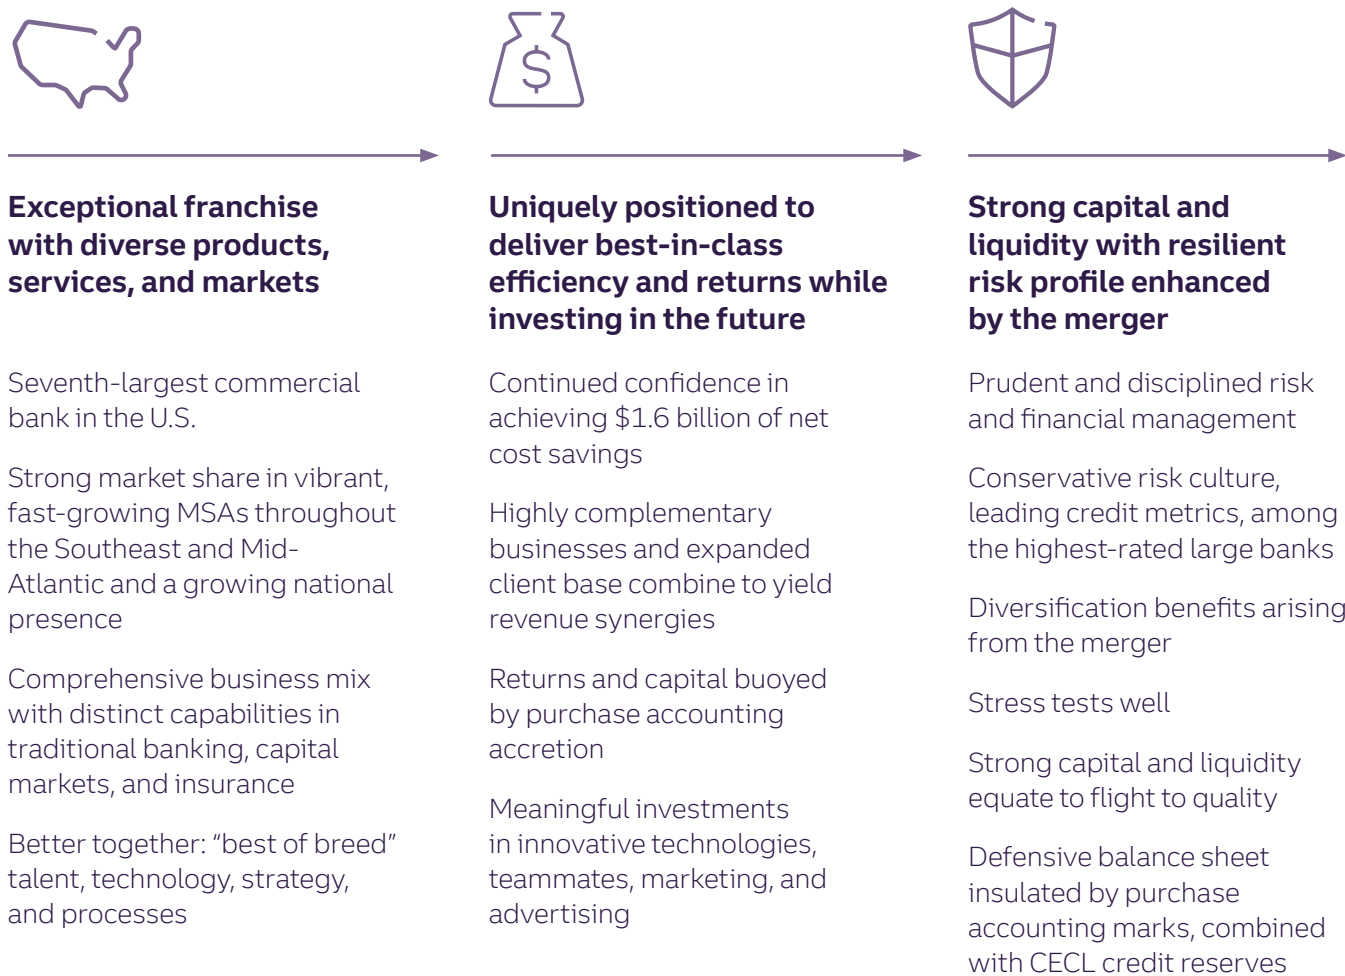 $
Exceptional franchise
with diverse products,
services, and markets
Seventh-largest commercial
bank in the U.S.
Strong market share in vibrant,
fast-growing MSAs throughout
the Southeast and Mid-
Atlantic and a growing national
presence
Comprehensive business mix
with distinct capabilities in
traditional banking, capital
markets, and insurance
Better together: “best of breed”
talent, technology, strategy,
and processes
Uniquely positioned to
deliver best-in-class
efficiency and returns while
investing in the future
Continued confidence in
achieving $1.6 billion of net
cost savings
Highly complementary
businesses and expanded
client base combine to yield
revenue synergies
Returns and capital buoyed
by purchase accounting
accretion
Meaningful investments
in innovative technologies,
teammates, marketing, and
advertising
Strong capital and
liquidity with resilient
risk profile enhanced
by the merger
Prudent and disciplined risk
and financial management
Conservative risk culture,
leading credit metrics, among
the highest-rated large banks
Diversification benefits arising
from the merger
Stress tests well
Strong capital and liquidity
equate to flight to quality
Defensive balance sheet
insulated by purchase
accounting marks, combined
with CECL credit reserves